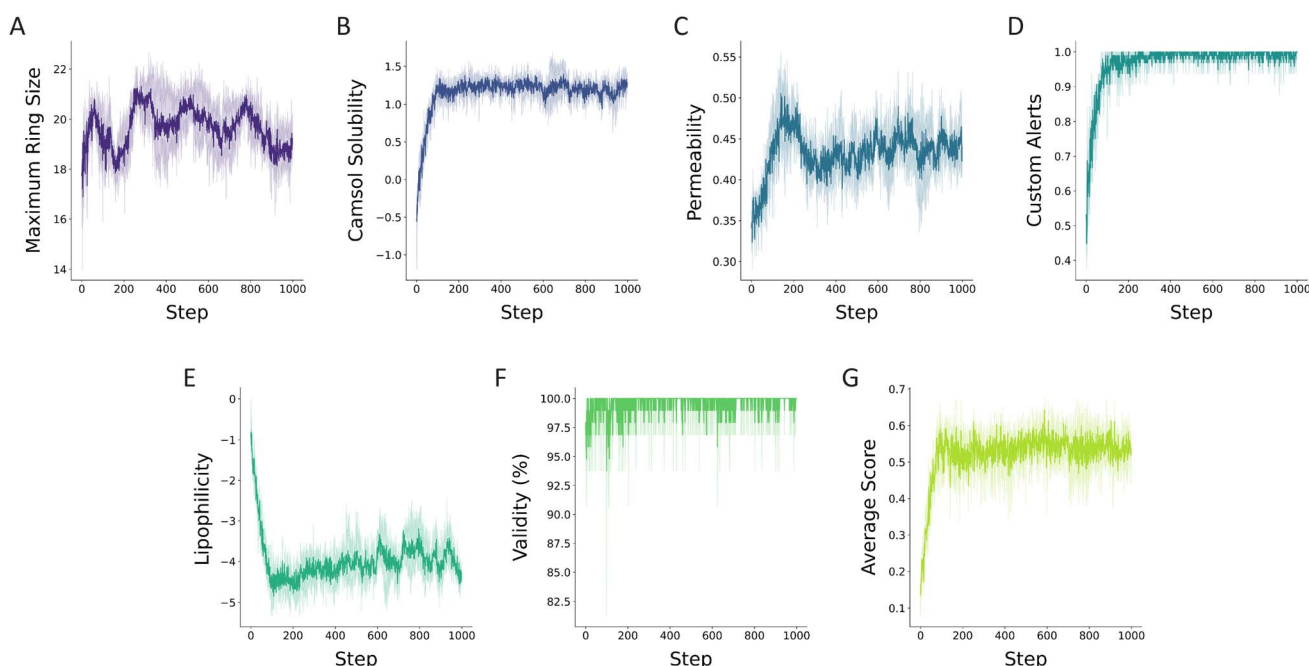 A
Maximum Ring Size
22
20
18
16
14
0 200 400 600 800 1000
Step
B
Camsol Solubility
1.5
1.0
0.5
0.0
−0.5
−1.0
0 200 400 600 800 1000
Step
C
Permeability
0.55
0.50
0.45
0.40
0.35
0.30
0 200 400 600 800 1000
Step
D
Custom Alerts
1.0
0.9
0.8
0.7
0.6
0.5
0.4
0 200 400 600 800 1000
Step
E
Lipophilicity
0
−1
−2
−3
−4
−5
0 200 400 600 800 1000
Step
F
Validity (%)
100.0
97.5
95.0
92.5
90.0
87.5
85.0
82.5
0 200 400 600 800 1000
Step
G
Average Score
0.7
0.6
0.5
0.4
0.3
0.2
0.1
0 200 400 600 800 1000
Step